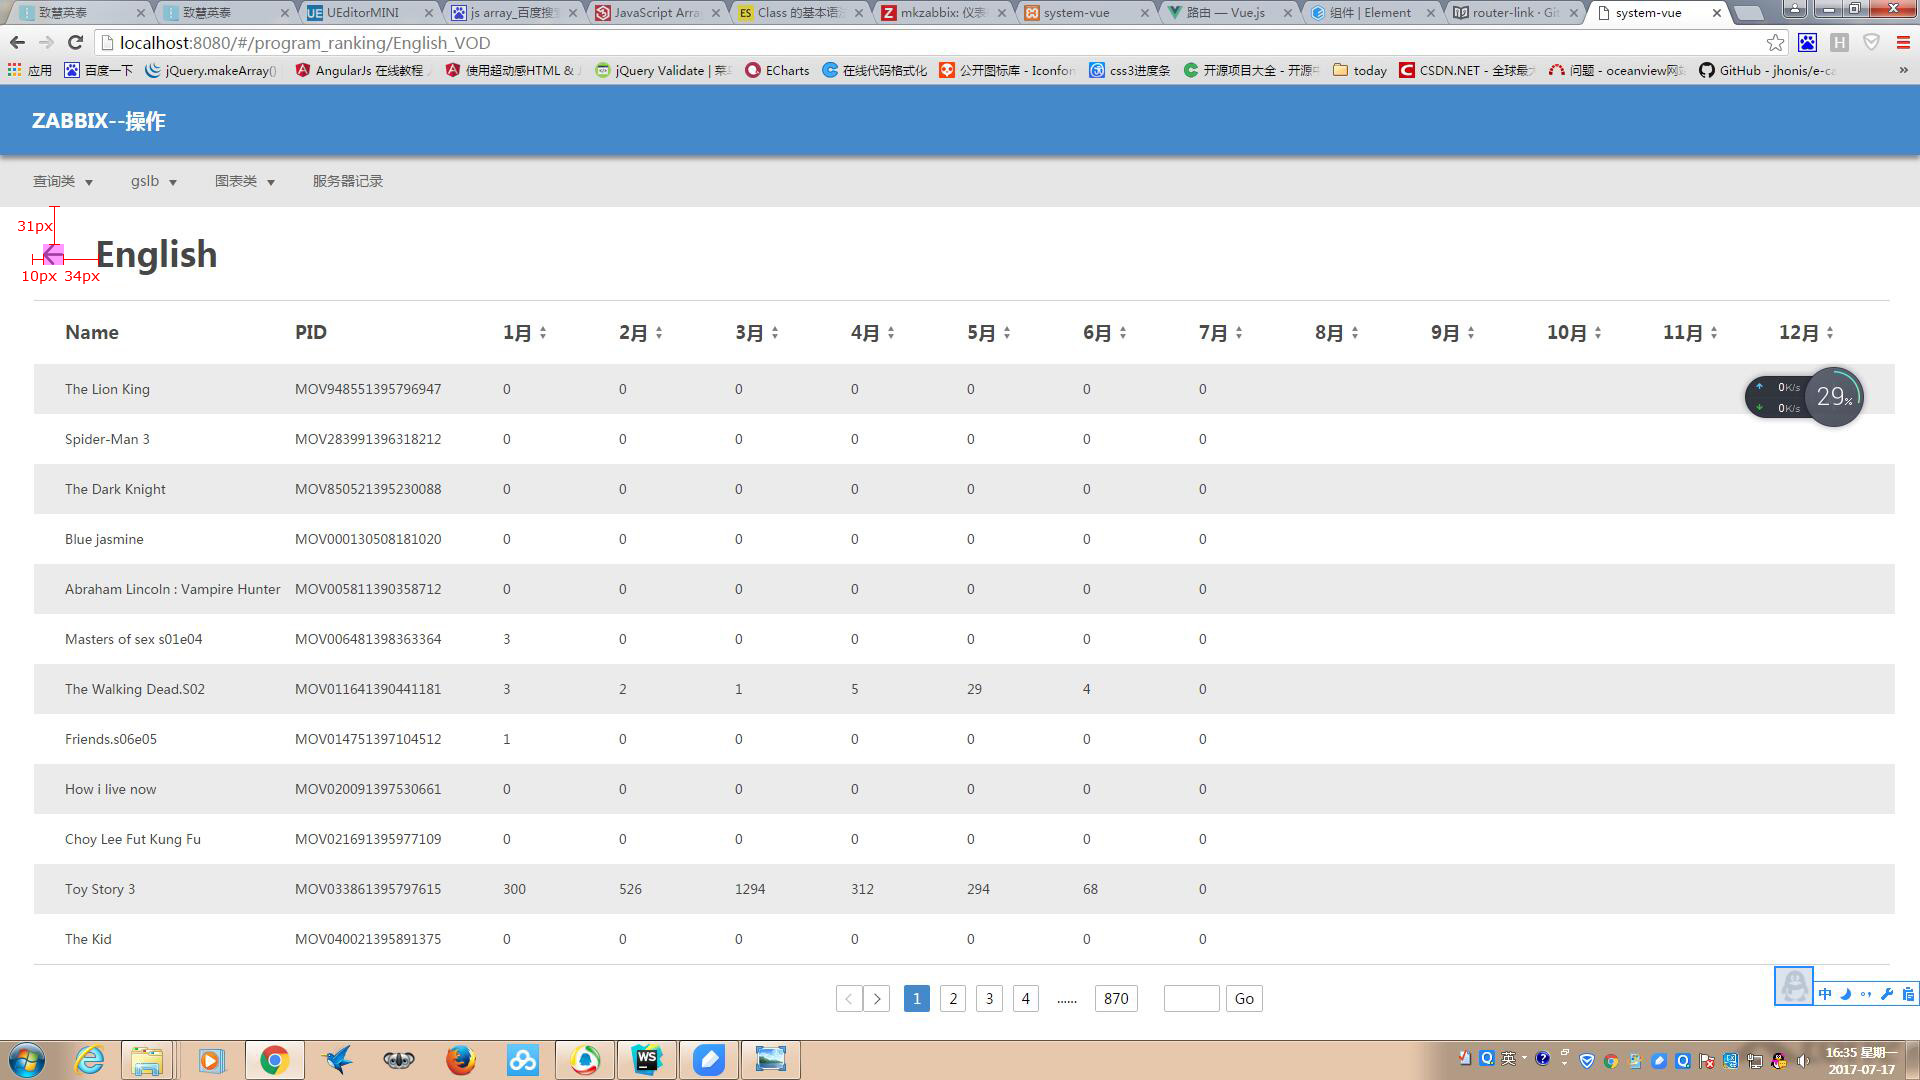 致慧英泰
致慧英泰
UEditorMINI
js array_百度搜
JavaScript Arra
ES Class 的基本语
mkzabbix: 仪表
system-vue
路由 — Vue.js
组件 | Element
router-link · Git
system-vue
localhost:8080/#/program_ranking/English_VOD
应用 百度一下 jQuery.makeArray() AngularJs 在线教程 使用超动感HTML & jQuery Validate | 菜 ECharts 在线代码格式化 公开图标库 - Iconfon css3进度条 开源项目大全 - 开源中 today CSDN.NET - 全球最大 问题 - oceanview网 GitHub - jhonis/e-ca »
ZABBIX--操作
查询类 gslb 图表类 服务器记录
31px
English
10px 34px
Name PID 1月 2月 3月 4月 5月 6月 7月 8月 9月 10月 11月 12月
The Lion King MOV948551395796947 0 0 0 0 0 0 0
0K/s
29%
0K/s
Spider-Man 3 MOV283991396318212 0 0 0 0 0 0 0
The Dark Knight MOV850521395230088 0 0 0 0 0 0 0
Blue jasmine MOV000130508181020 0 0 0 0 0 0 0
Abraham Lincoln : Vampire Hunter MOV005811390358712 0 0 0 0 0 0 0
Masters of sex s01e04 MOV006481398363364 3 0 0 0 0 0 0
The Walking Dead.S02 MOV011641390441181 3 2 1 5 29 4 0
Friends.s06e05 MOV014751397104512 1 0 0 0 0 0 0
How i live now MOV020091397530661 0 0 0 0 0 0 0
Choy Lee Fut Kung Fu MOV021691395977109 0 0 0 0 0 0 0
Toy Story 3 MOV033861395797615 300 526 1294 312 294 68 0
The Kid MOV040021395891375 0 0 0 0 0 0 0
< > 1 2 3 4 ...... 870 Go
中
WS
英
16:35 星期一
2017-07-17